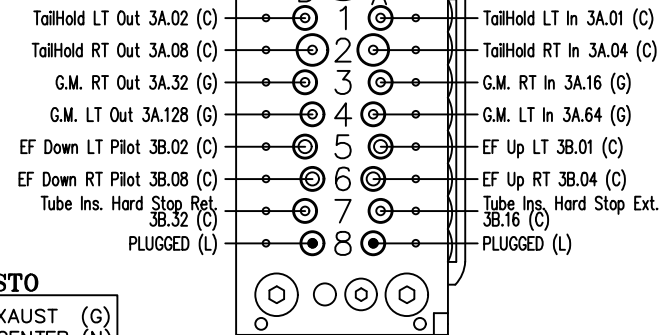 TailHold LT Out 3A.02 (C) 1 TailHold LT In 3A.01 (C)
TailHold RT Out 3A.08 (C) 2 TailHold RT In 3A.04 (C)
G.M. RT Out 3A.32 (G) 3 G.M. RT In 3A.16 (G)
G.M. LT Out 3A.128 (G) 4 G.M. LT In 3A.64 (G)
EF Down LT Pilot 3B.02 (C) 5 EF Up LT 3B.01 (C)
EF Down RT Pilot 3B.08 (C) 6 EF Up RT 3B.04 (C)
Tube Ins. Hard Stop Ret. 7 Tube Ins. Hard Stop Ext.
3B.32 (C) 3B.16 (C)
PLUGGED (L) 8 PLUGGED (L)
STO
XAUST (G)